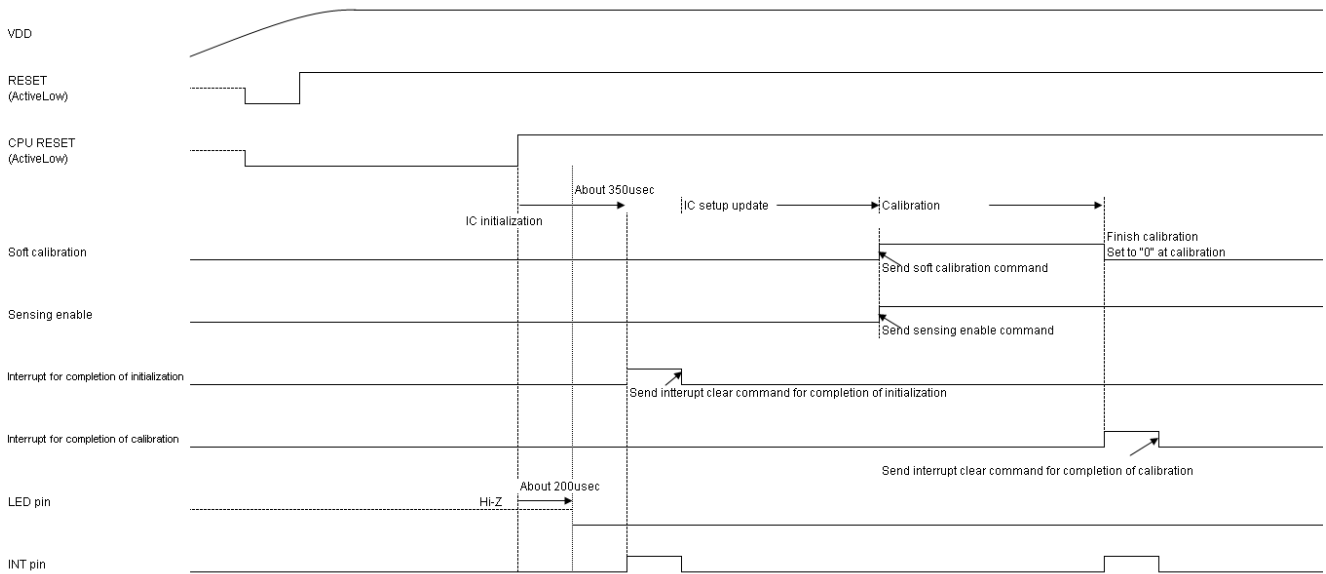 VDD
RESET
(ActiveLow)
CPU RESET
(ActiveLow)
About 350usec
IC setup update
Calibration
IC initialization
Finish calibration
Set to "0" at calibration
Soft calibration
Send soft calibration command
Sensing enable
Send sensing enable command
Interrupt for completion of initialization
Send intterupt clear command for completion of initialization
Interrupt for completion of calibration
Send interrupt clear command for completion of calibration
About 200usec
LED pin
Hi-Z
INT pin